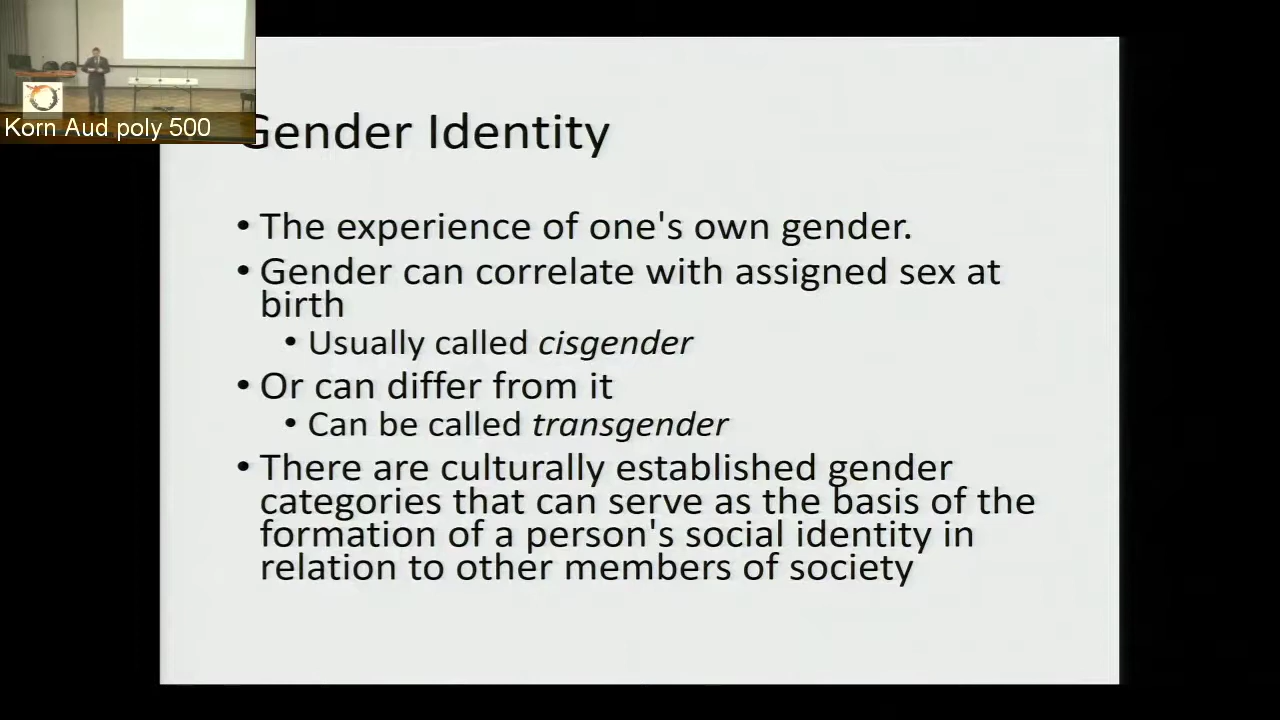 Korn Aud poly 500
Gender Identity
• The experience of one's own gender.
• Gender can correlate with assigned sex at
birth
• Usually called cisgender
• Or can differ from it
• Can be called transgender
• There are culturally established gender
categories that can serve as the basis of the
formation of a person's social identity in
relation to other members of society